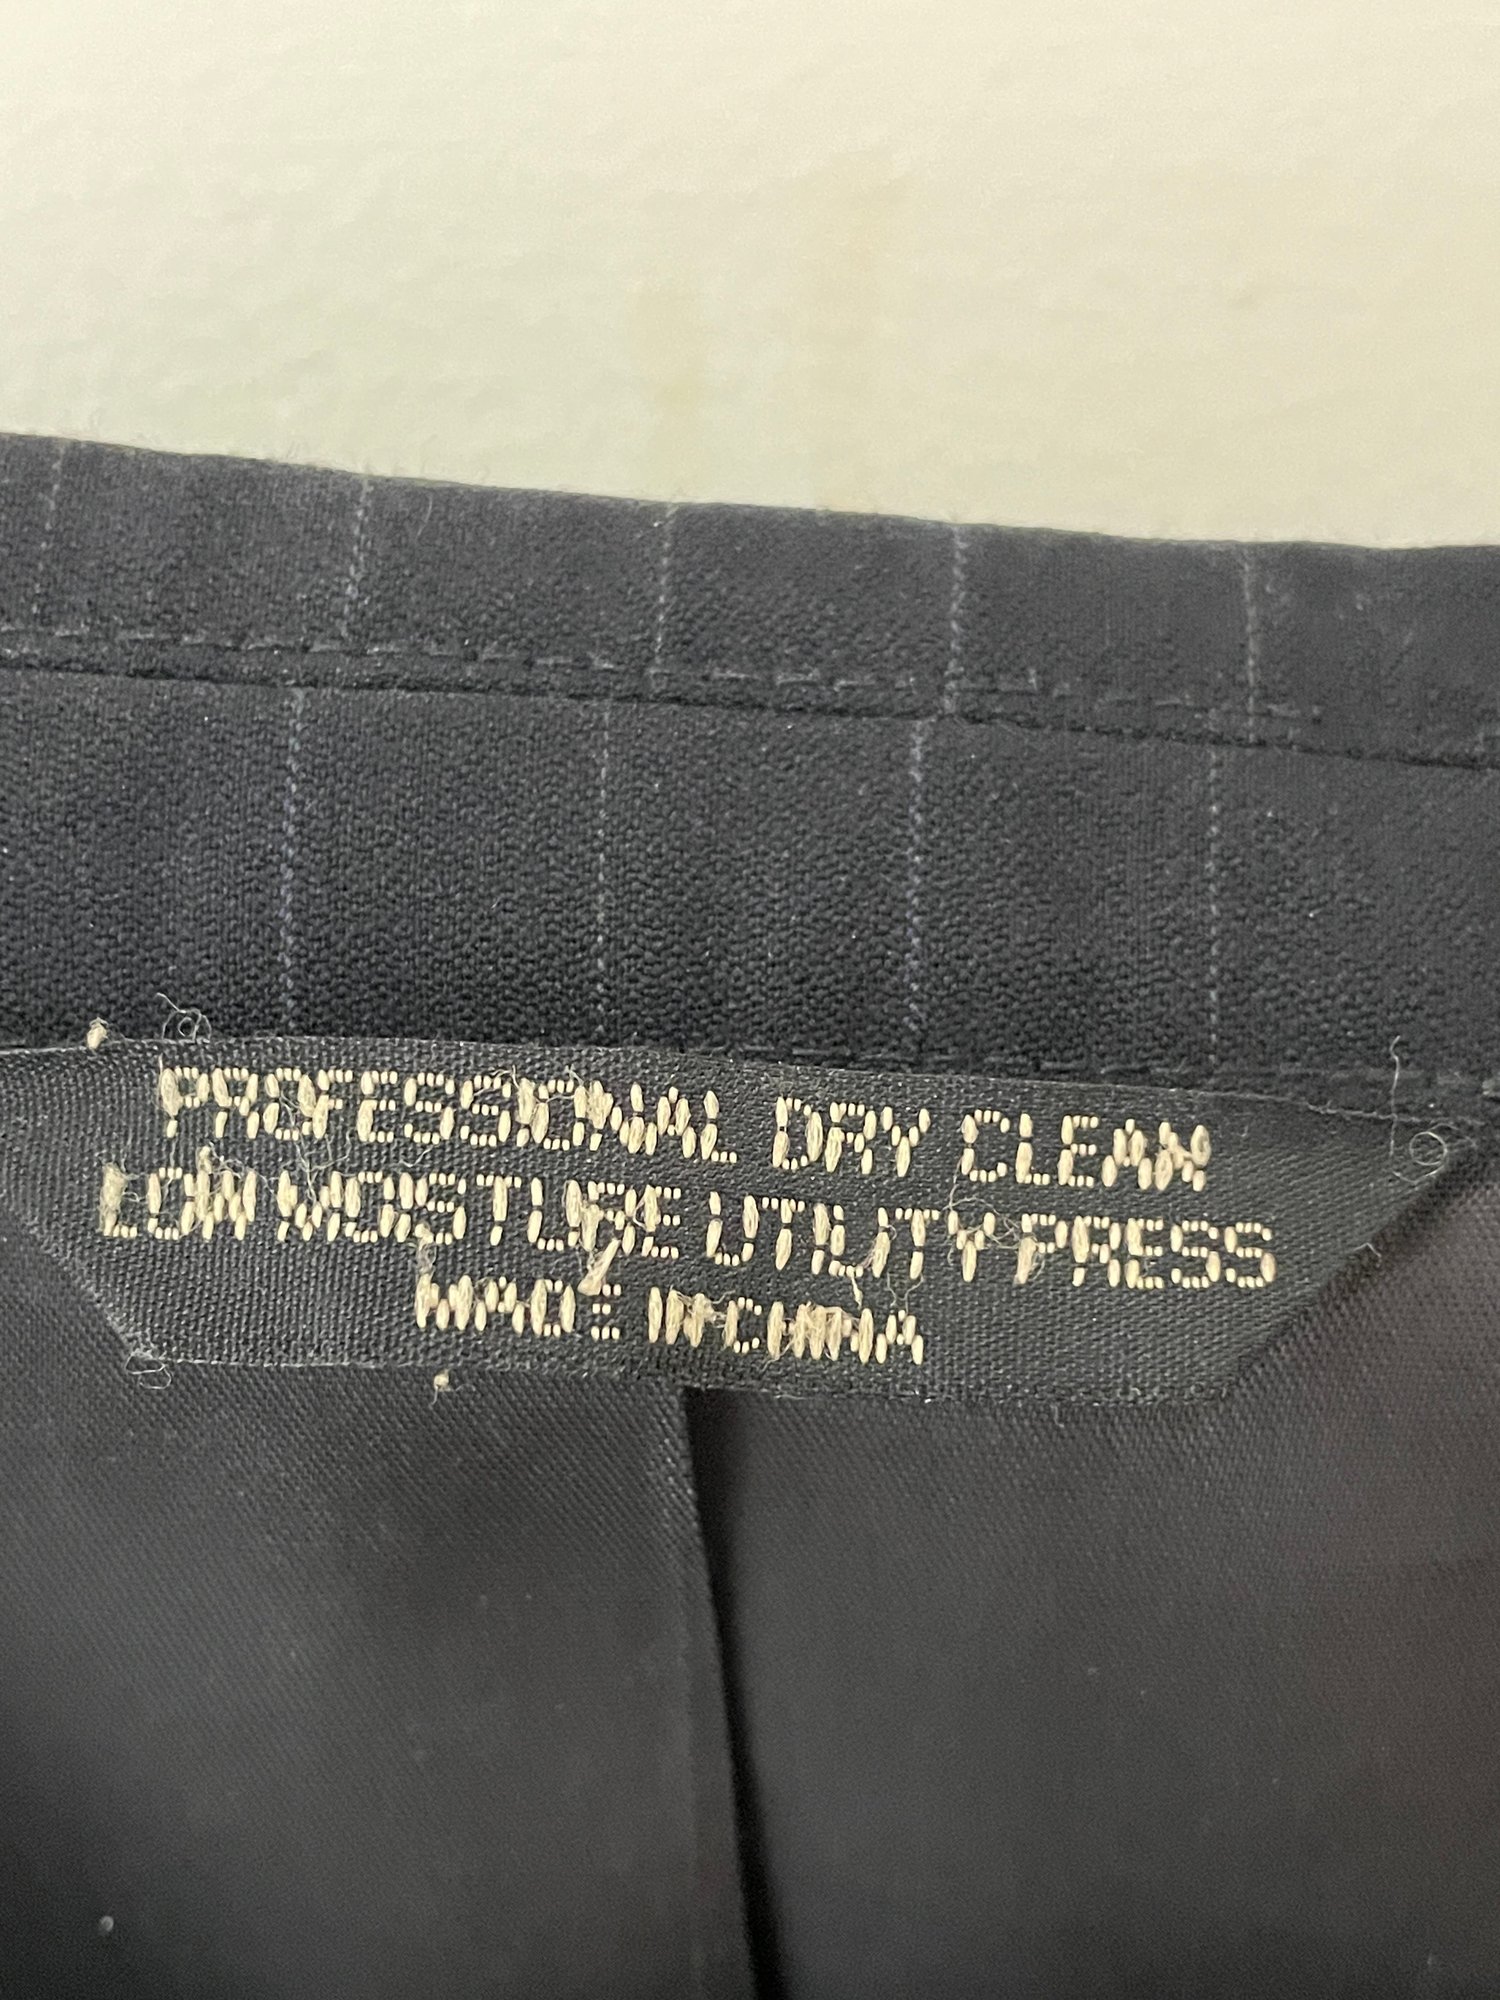 PROFESSIONAL DRY CLEAN
LOW MOISTURE UTILITY PRESS
MADE IN CHINA